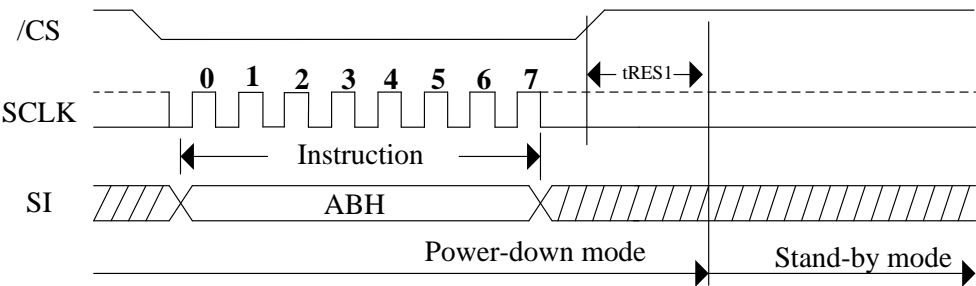 /CS
tRES1
0 1 2 3 4 5 6 7
SCLK
Instruction
SI ABH
Power-down mode
Stand-by mode